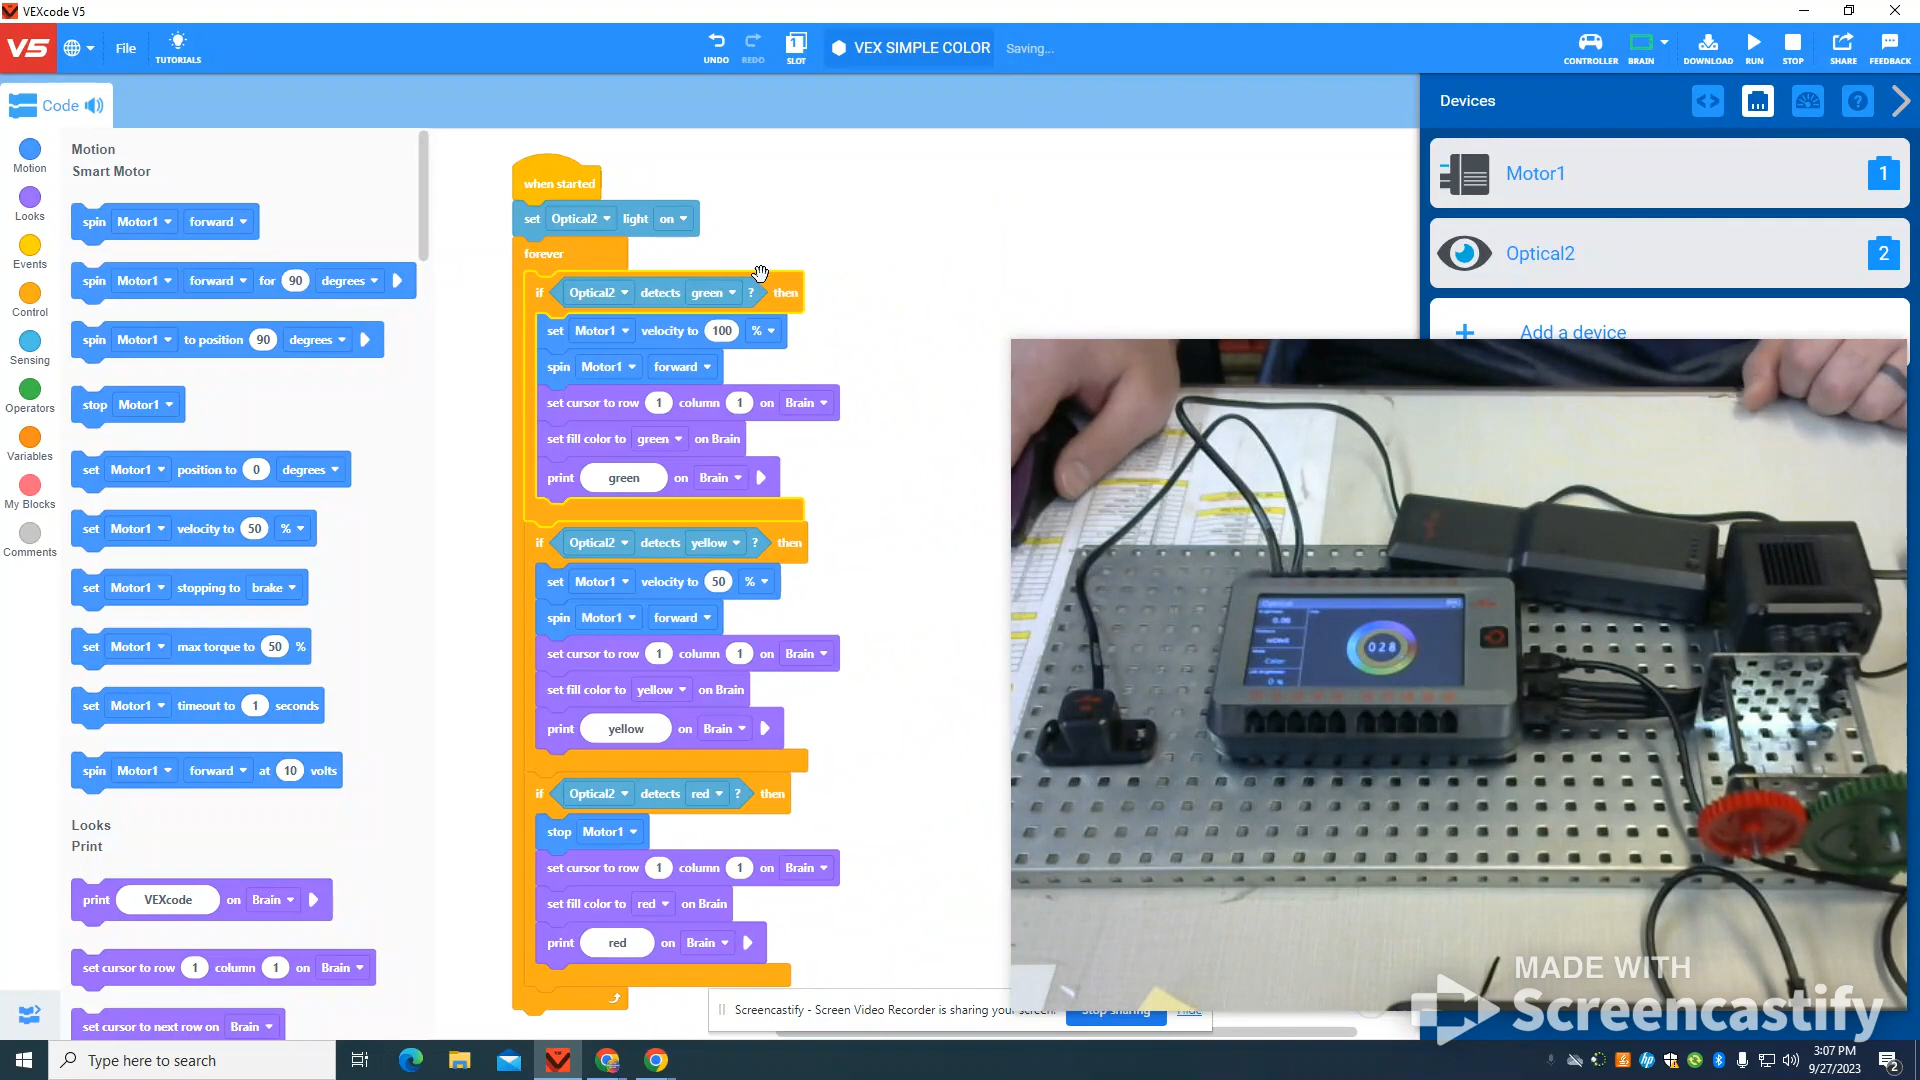 VEXcode V5
V5
File
TUTORIALS
UNDO
REDO
1
SLOT
VEX SIMPLE COLOR
Saving...
CONTROLLER
BRAIN
DOWNLOAD
RUN
STOP
SHARE
FEEDBACK
Code
Devices
Motion
Looks
Events
Control
Sensing
Operators
Variables
My Blocks
Comments
Motion
Smart Motor
spin Motor1 forward
spin Motor1 forward for 90 degrees
spin Motor1 to position 90 degrees
stop Motor1
set Motor1 position to 0 degrees
set Motor1 velocity to 50 %
set Motor1 stopping to brake
set Motor1 max torque to 50 %
set Motor1 timeout to 1 seconds
spin Motor1 forward at 10 volts
Looks
Print
print VEXcode on Brain
set cursor to row 1 column 1 on Brain
set cursor to next row on Brain
when started
set Optical2 light on
forever
if Optical2 detects green ? then
set Motor1 velocity to 100 %
spin Motor1 forward
set cursor to row 1 column 1 on Brain
set fill color to green on Brain
print green on Brain
if Optical2 detects yellow ? then
set Motor1 velocity to 50 %
spin Motor1 forward
set cursor to row 1 column 1 on Brain
set fill color to yellow on Brain
print yellow on Brain
if Optical2 detects red ? then
stop Motor1
set cursor to row 1 column 1 on Brain
set fill color to red on Brain
print red on Brain
Motor1 1
Optical2 2
Add a device
028
Color
MADE WITH
Screencastify
Screencastify - Screen Video Recorder is sharing your screen.
Stop sharing
Hide
Type here to search
3:07 PM
9/27/2023
2